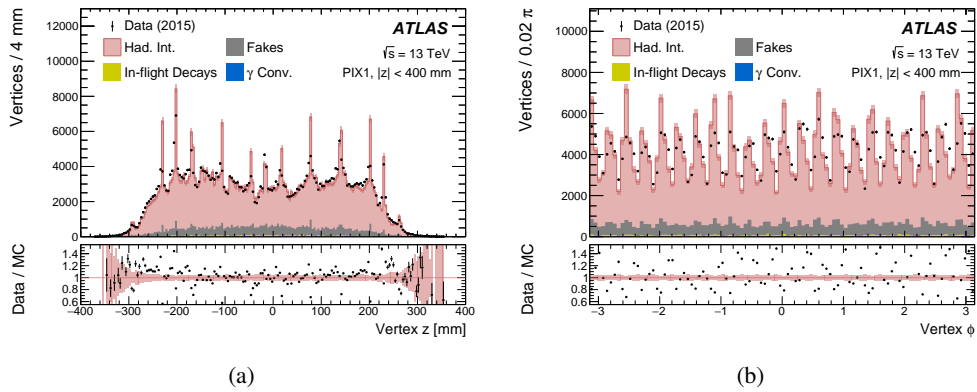 Vertices / 4 mm
12000
10000
8000
6000
4000
2000
0
Data (2015)
Had. Int.
Fakes
In-flight Decays
γ Conv.
ATLAS
√s = 13 TeV
PIX1, |z| < 400 mm
Data / MC
1.4
1.2
1
0.8
0.6
−400 −300 −200 −100 0 100 200 300 400
Vertex z [mm]
(a)
Vertices / 0.02 π
10000
8000
6000
4000
2000
0
Data (2015)
Had. Int.
Fakes
In-flight Decays
γ Conv.
ATLAS
√s = 13 TeV
PIX1, |z| < 400 mm
Data / MC
1.4
1.2
1
0.8
0.6
−3 −2 −1 0 1 2 3
Vertex ϕ
(b)